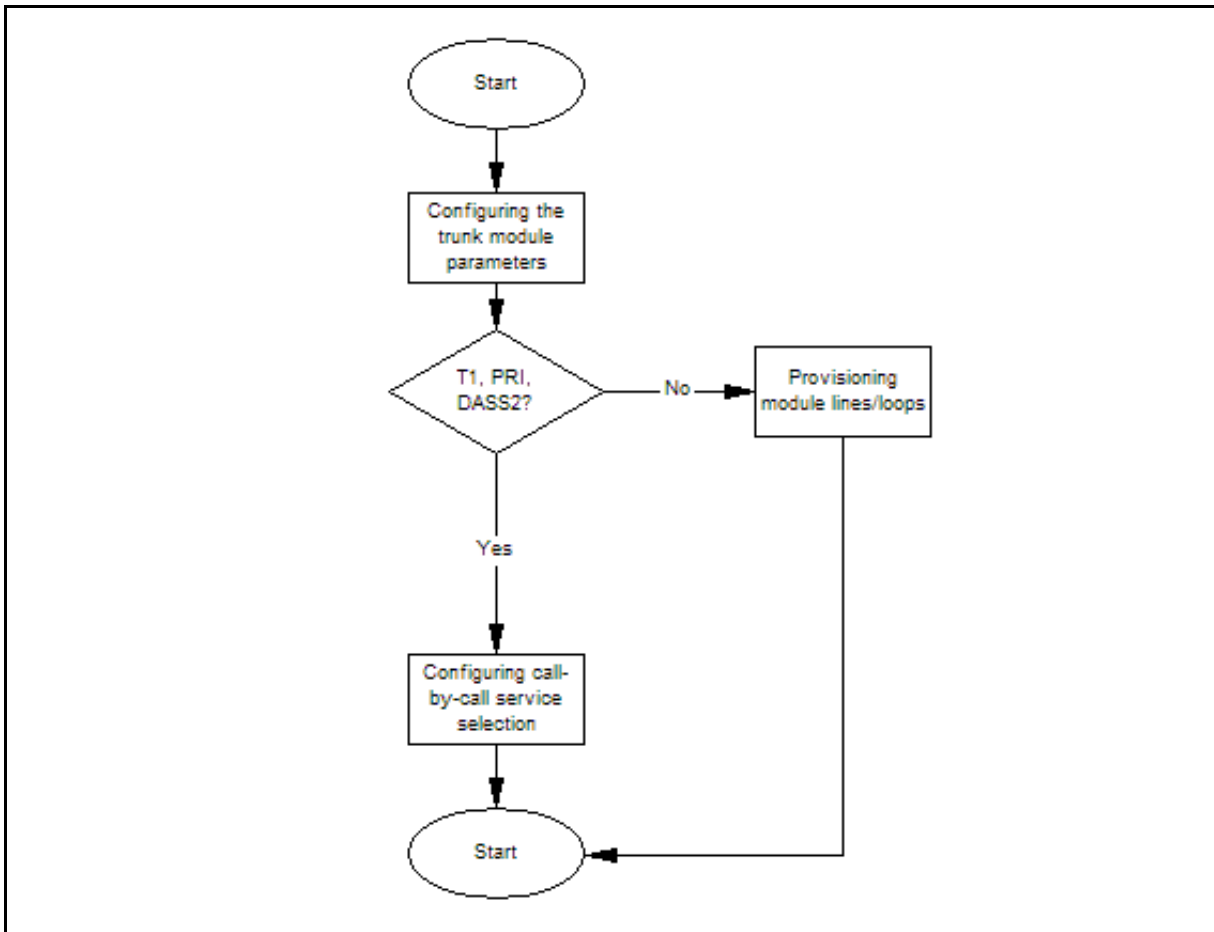 Start
Configuring the
trunk module
parameters
T1, PRI,
DASS2?
No
Provisioning
module lines/loops
Yes
Configuring call-
by-call service
selection
Start